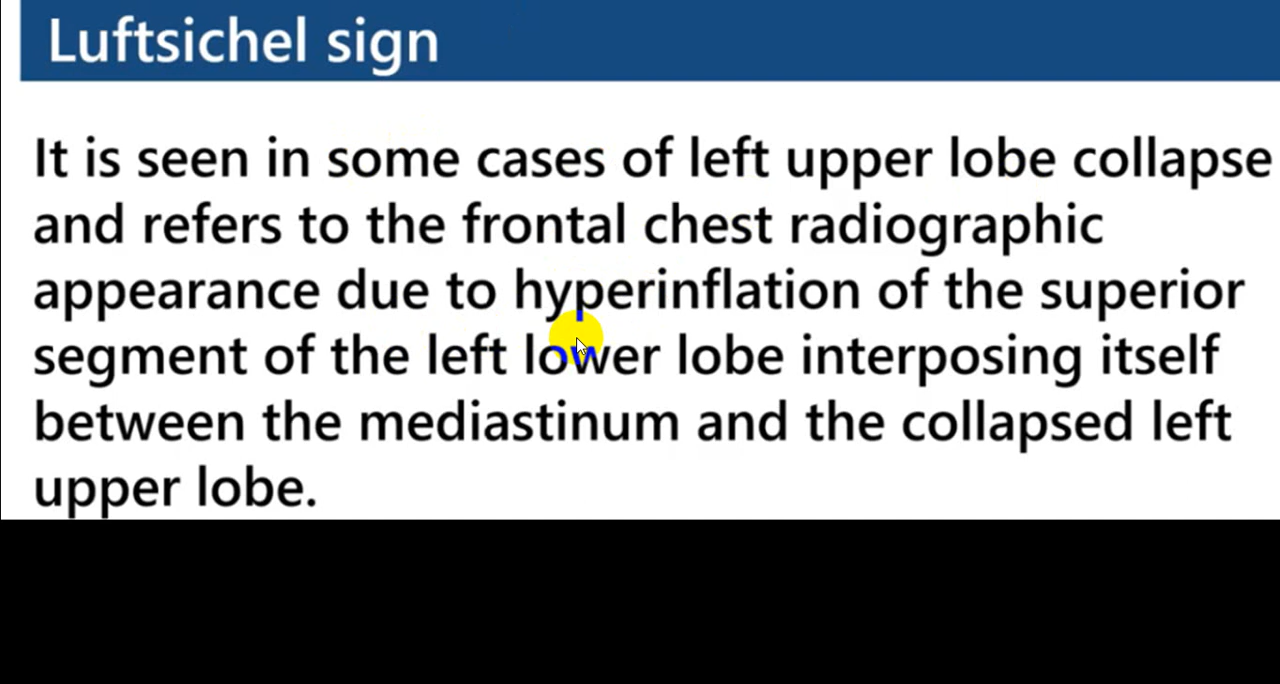 Luftsichel sign
It is seen in some cases of left upper lobe collapse
and refers to the frontal chest radiographic
appearance due to hyperinflation of the superior
segment of the left lower lobe interposing itself
between the mediastinum and the collapsed left
upper lobe.